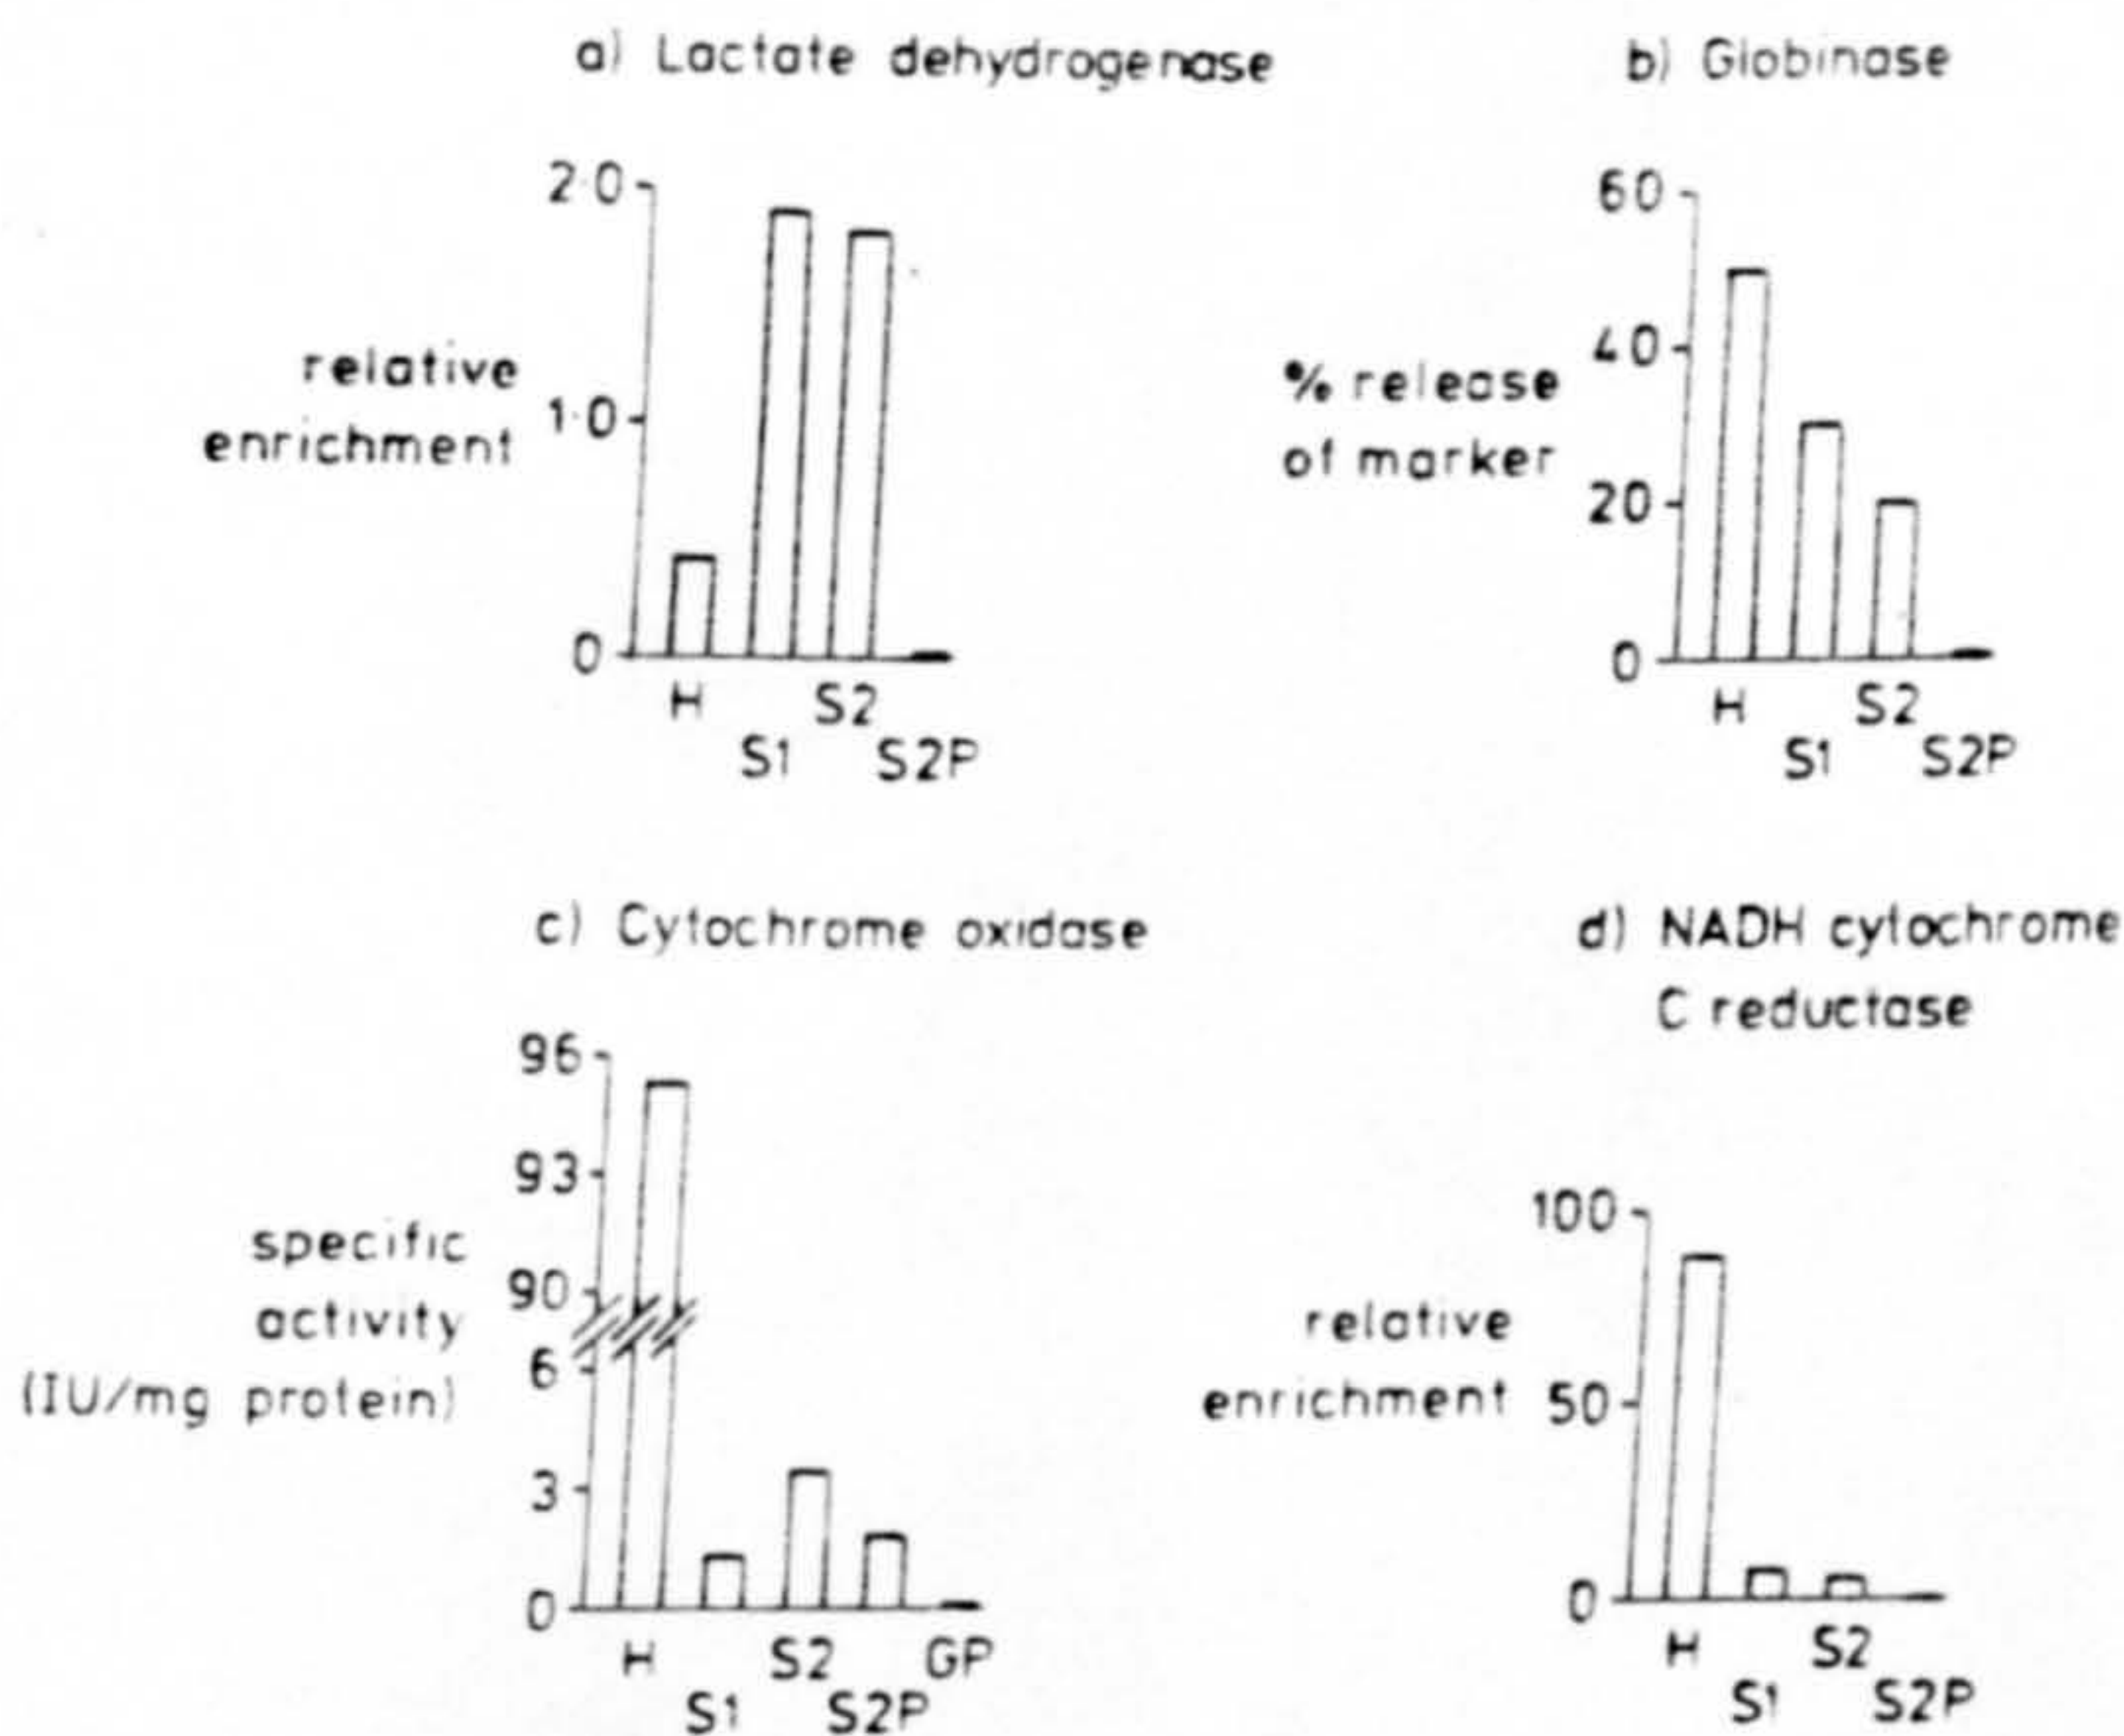 a) Lactate dehydrogenase
2·0
relative
enrichment
1·0
0
H
S2
S1
S2P
b) Globinase
60
% release
of marker
40
20
0
H
S2
S1
S2P
c) Cytochrome oxidase
96
93
90
specific
activity
(IU/mg protein)
6
3
0
H
S2
GP
S1
S2P
d) NADH cytochrome
C reductase
100
relative
enrichment
50
0
H
S2
S1
S2P